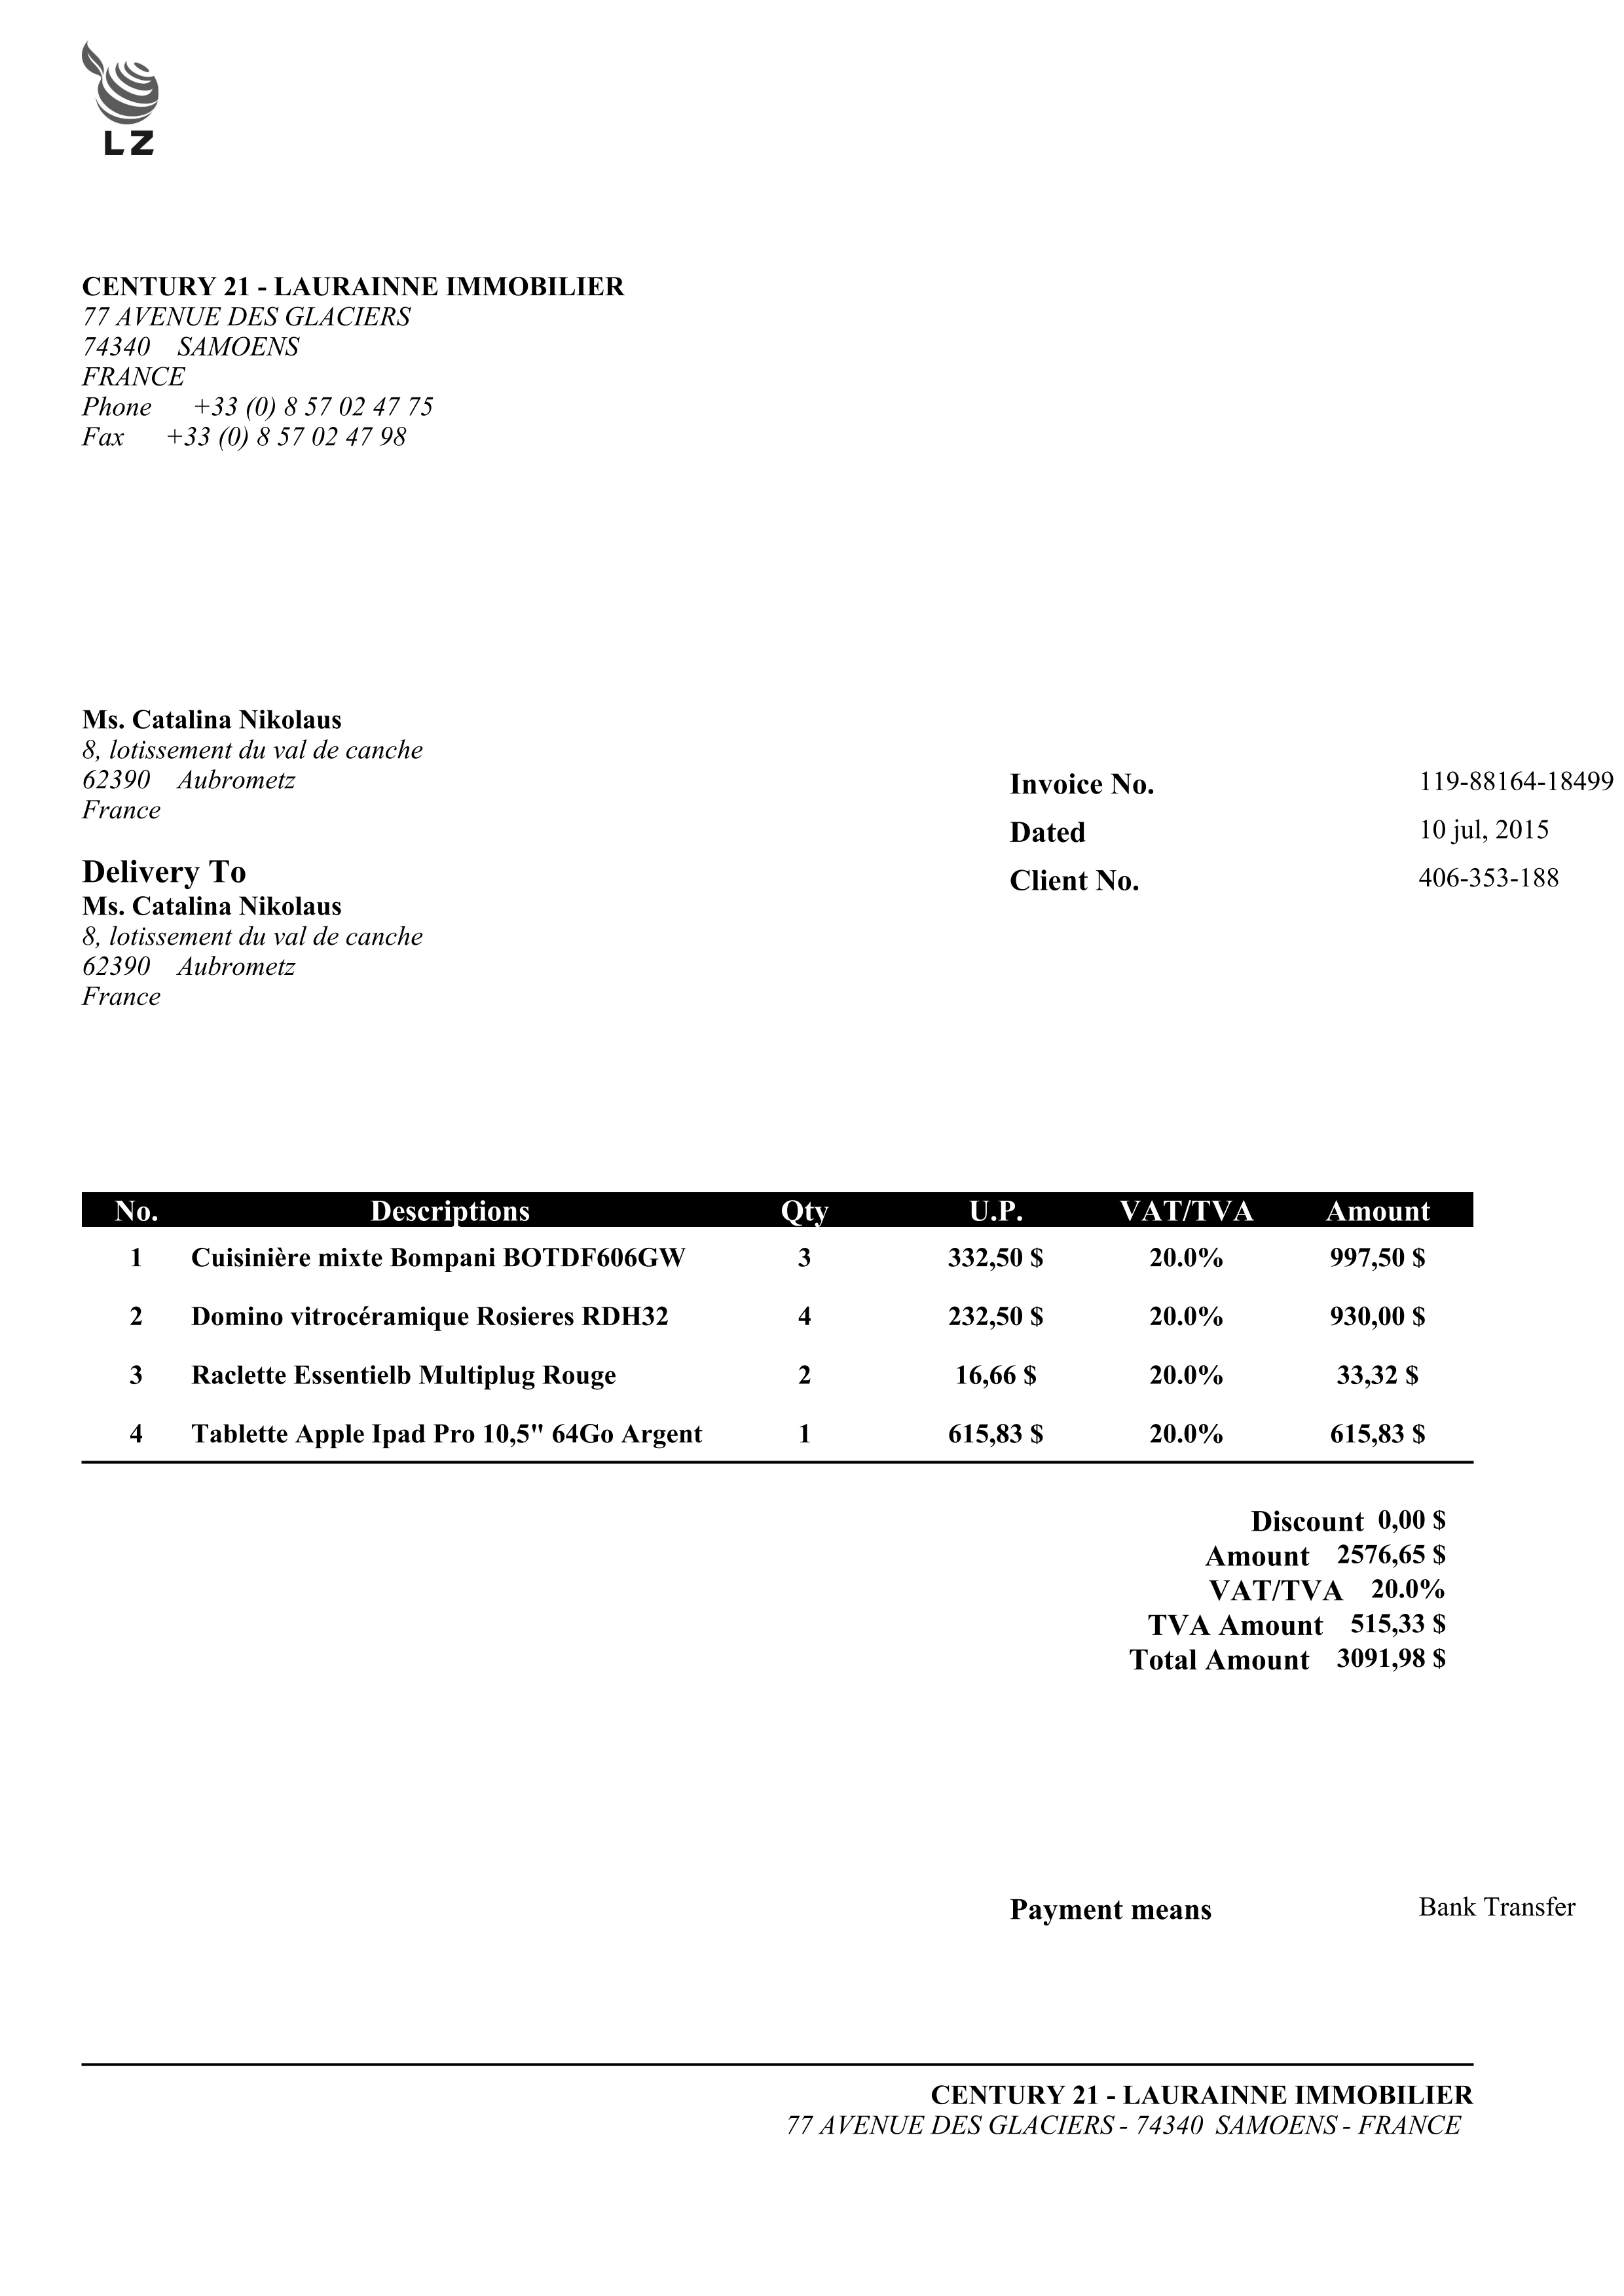 LZ
CENTURY 21 - LAURAINNE IMMOBILIER
77 AVENUE DES GLACIERS
74340 SAMOENS
FRANCE
Phone +33 (0) 8 57 02 47 75
Fax +33 (0) 8 57 02 47 98
Ms. Catalina Nikolaus
8, lotissement du val de canche
62390 Aubrometz
France
Invoice No. 119-88164-18499
Dated 10 jul, 2015
Client No. 406-353-188
Delivery To
Ms. Catalina Nikolaus
8, lotissement du val de canche
62390 Aubrometz
France
No. Descriptions Qty U.P. VAT/TVA Amount
1 Cuisinière mixte Bompani BOTDF606GW 3 332,50 $ 20.0% 997,50 $
2 Domino vitrocéramique Rosieres RDH32 4 232,50 $ 20.0% 930,00 $
3 Raclette Essentielb Multiplug Rouge 2 16,66 $ 20.0% 33,32 $
4 Tablette Apple Ipad Pro 10,5" 64Go Argent 1 615,83 $ 20.0% 615,83 $
Discount 0,00 $
Amount 2576,65 $
VAT/TVA 20.0%
TVA Amount 515,33 $
Total Amount 3091,98 $
Payment means Bank Transfer
CENTURY 21 - LAURAINNE IMMOBILIER
77 AVENUE DES GLACIERS - 74340 SAMOENS - FRANCE